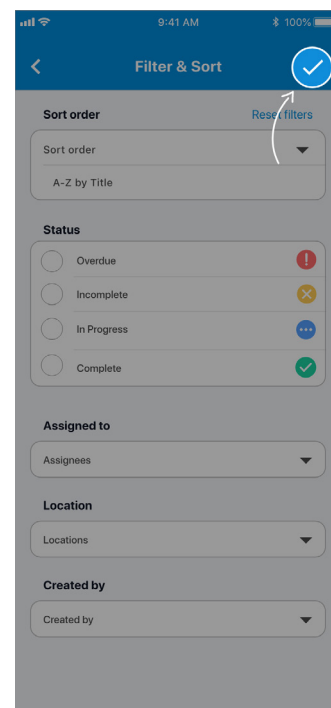 9:41 AM
100%
Filter & Sort
Sort order
Reset filters
Sort order
A-Z by Title
Status
Overdue
Incomplete
In Progress
Complete
Assigned to
Assignees
Location
Locations
Created by
Created by